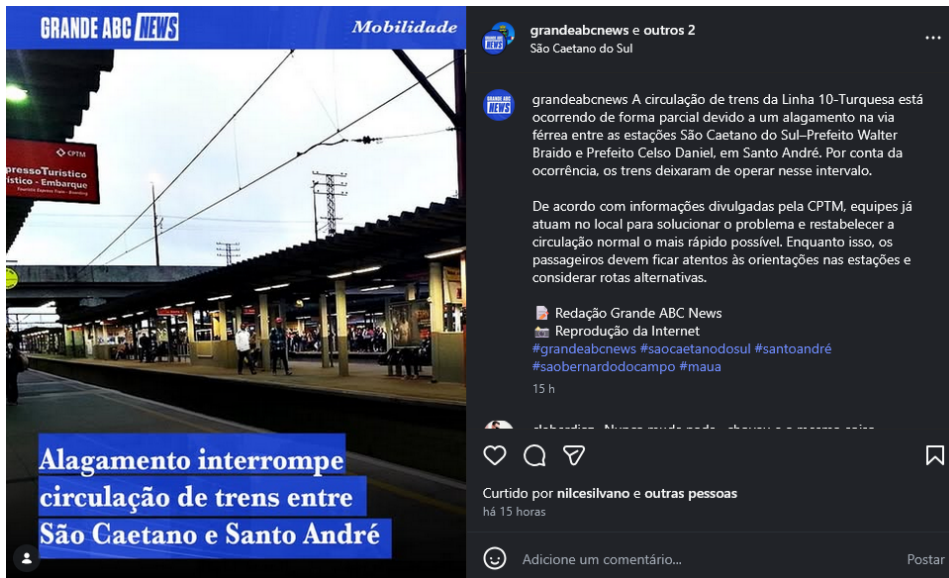 GRANDE ABC NEWS
Mobilidade
CPTM
pressoTurístico
rístico - Embarque
Alagamento interrompe
circulação de trens entre
São Caetano e Santo André
grandeabcnews e outros 2
São Caetano do Sul
grandeabcnews A circulação de trens da Linha 10-Turquesa está
ocorrendo de forma parcial devido a um alagamento na via
férrea entre as estações São Caetano do Sul–Prefeito Walter
Braido e Prefeito Celso Daniel, em Santo André. Por conta da
ocorrência, os trens deixaram de operar nesse intervalo.
De acordo com informações divulgadas pela CPTM, equipes já
atuam no local para solucionar o problema e restabelecer a
circulação normal o mais rápido possível. Enquanto isso, os
passageiros devem ficar atentos às orientações nas estações e
considerar rotas alternativas.
📝 Redação Grande ABC News
📸 Reprodução da Internet
#grandeabcnews #saocaetanodosul #santoandré
#saobernardodocampo #maua
15 h
Curtido por nilcesilvano e outras pessoas
há 15 horas
Adicione um comentário...
Postar